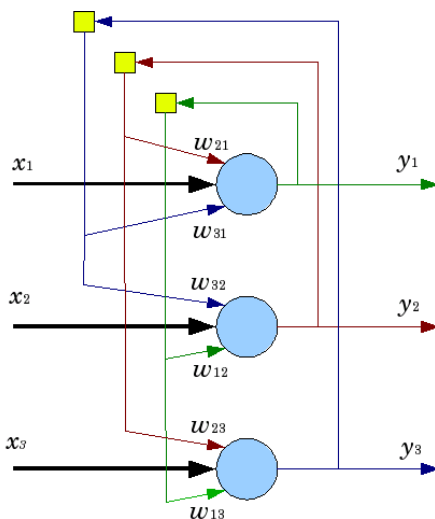 w₂₁
x₁ y₁
w₃₁
w₃₂
x₂ y₂
w₁₂
w₂₃
x₃ y₃
w₁₃